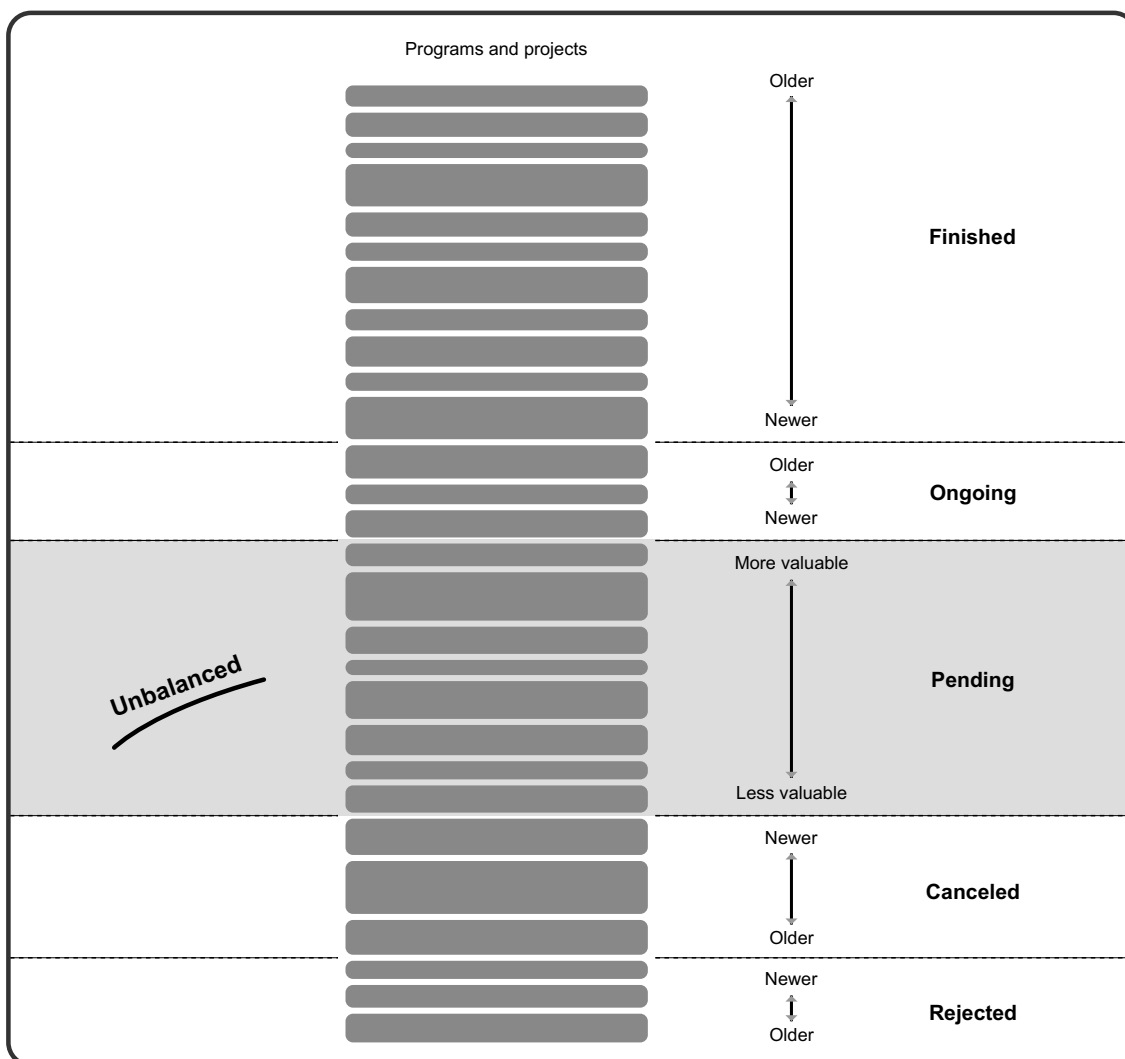 Programs and projects
Older
Finished
Newer
Older
Ongoing
Newer
More valuable
Unbalanced
Pending
Less valuable
Newer
Canceled
Older
Newer
Rejected
Older